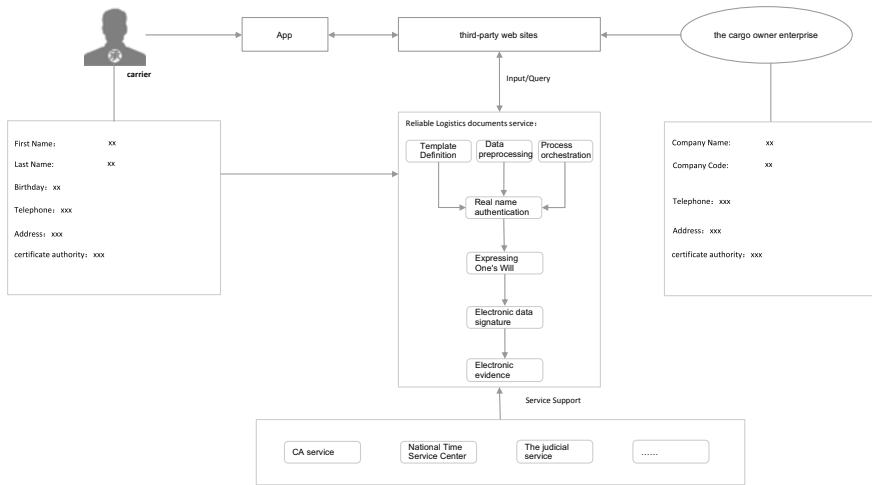 App
third-party web sites
the cargo owner enterprise
carrier
Input/Query
First Name： xx
Last Name: xx
Birthday：xx
Telephone：xxx
Address：xxx
certificate authority：xxx
Reliable Logistics documents service：
Template
Definition
Data
preprocessing
Process
orchestration
Real name
authentication
Expressing
One's Will
Electronic data
signature
Electronic
evidence
Company Name: xx
Company Code: xx
Telephone：xxx
Address：xxx
certificate authority：xxx
Service Support
CA service
National Time
Service Center
The judicial
service
……